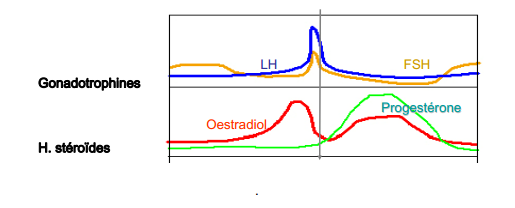 LH
FSH
Gonadotrophines
Progestérone
Oestradiol
H. stéroïdes